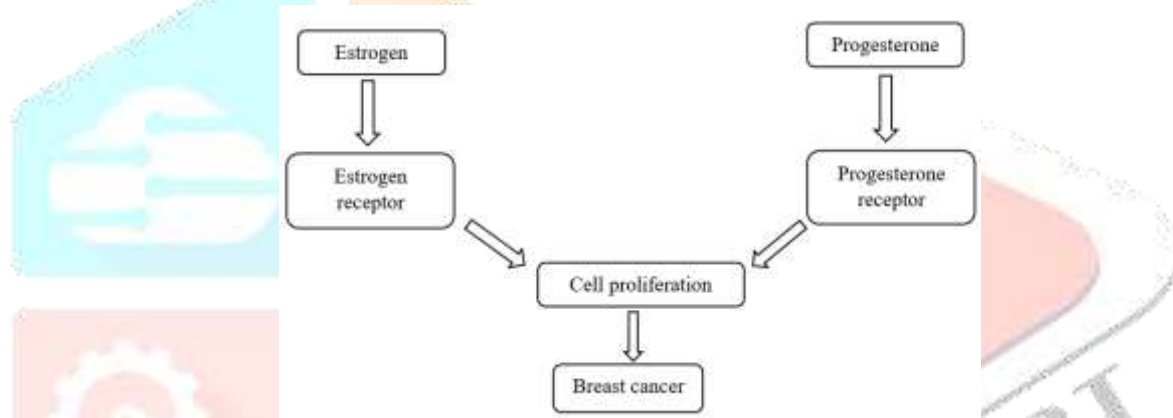 Estrogen
Progesterone
Estrogen
receptor
Progesterone
receptor
Cell proliferation
Breast cancer